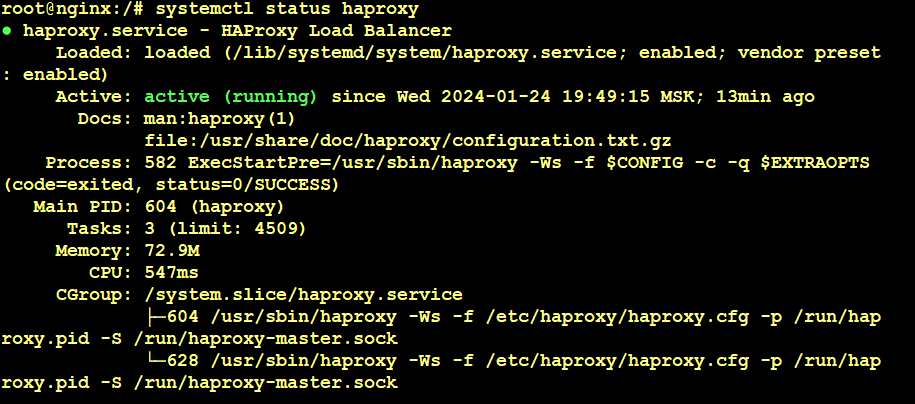 root@nginx:/# systemctl status haproxy
● haproxy.service - HAProxy Load Balancer
     Loaded: loaded (/lib/systemd/system/haproxy.service; enabled; vendor preset
: enabled)
     Active: active (running) since Wed 2024-01-24 19:49:15 MSK; 13min ago
       Docs: man:haproxy(1)
             file:/usr/share/doc/haproxy/configuration.txt.gz
    Process: 582 ExecStartPre=/usr/sbin/haproxy -Ws -f $CONFIG -c -q $EXTRAOPTS
(code=exited, status=0/SUCCESS)
   Main PID: 604 (haproxy)
      Tasks: 3 (limit: 4509)
     Memory: 72.9M
        CPU: 547ms
     CGroup: /system.slice/haproxy.service
             ├─604 /usr/sbin/haproxy -Ws -f /etc/haproxy/haproxy.cfg -p /run/hap
roxy.pid -S /run/haproxy-master.sock
             └─628 /usr/sbin/haproxy -Ws -f /etc/haproxy/haproxy.cfg -p /run/hap
roxy.pid -S /run/haproxy-master.sock